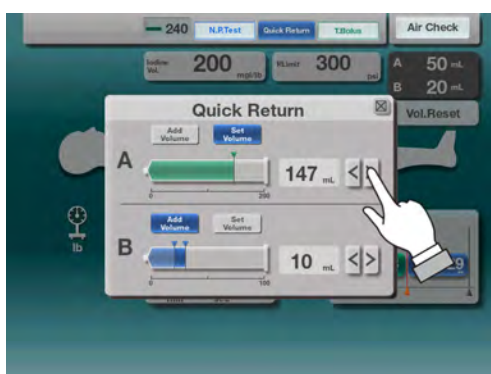 240 N.P.Test Quick Return T.Bolus Air Check
Iodine Vol. 200 mgI/lb P.Limit 300 psi A 50 mL
B 20 mL
Vol.Reset
Quick Return
Add Volume Set Volume
A 147 mL < >
0 200
Add Volume Set Volume
B 10 mL < >
0 100
lb
29